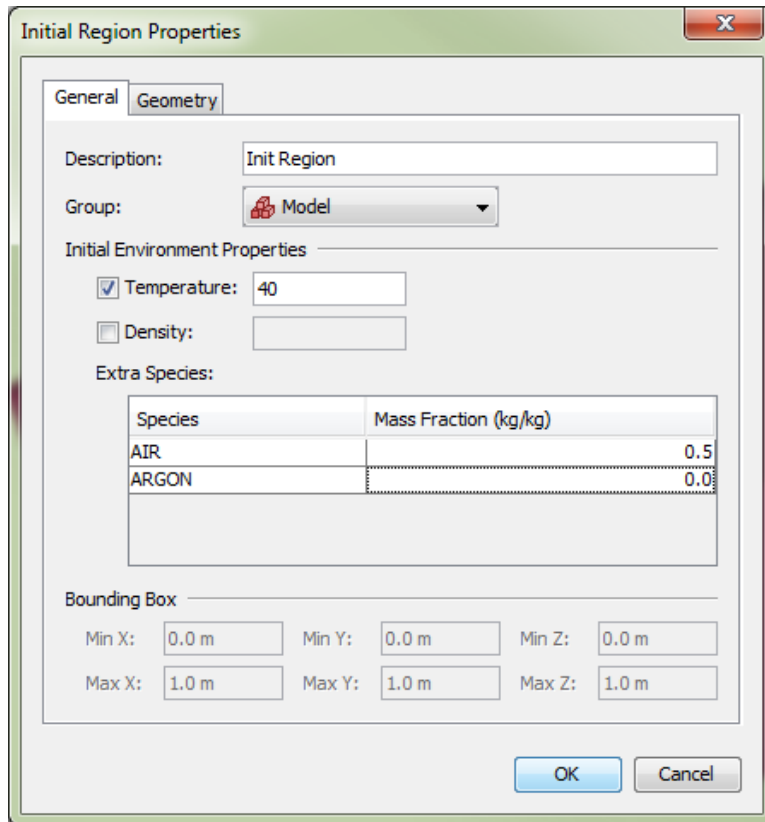 Initial Region Properties
General Geometry
Description: Init Region
Group: Model
Initial Environment Properties
Temperature: 40
Density:
Extra Species:
Species Mass Fraction (kg/kg)
AIR 0.5
ARGON 0.0
Bounding Box
Min X: 0.0 m Min Y: 0.0 m Min Z: 0.0 m
Max X: 1.0 m Max Y: 1.0 m Max Z: 1.0 m
OK Cancel